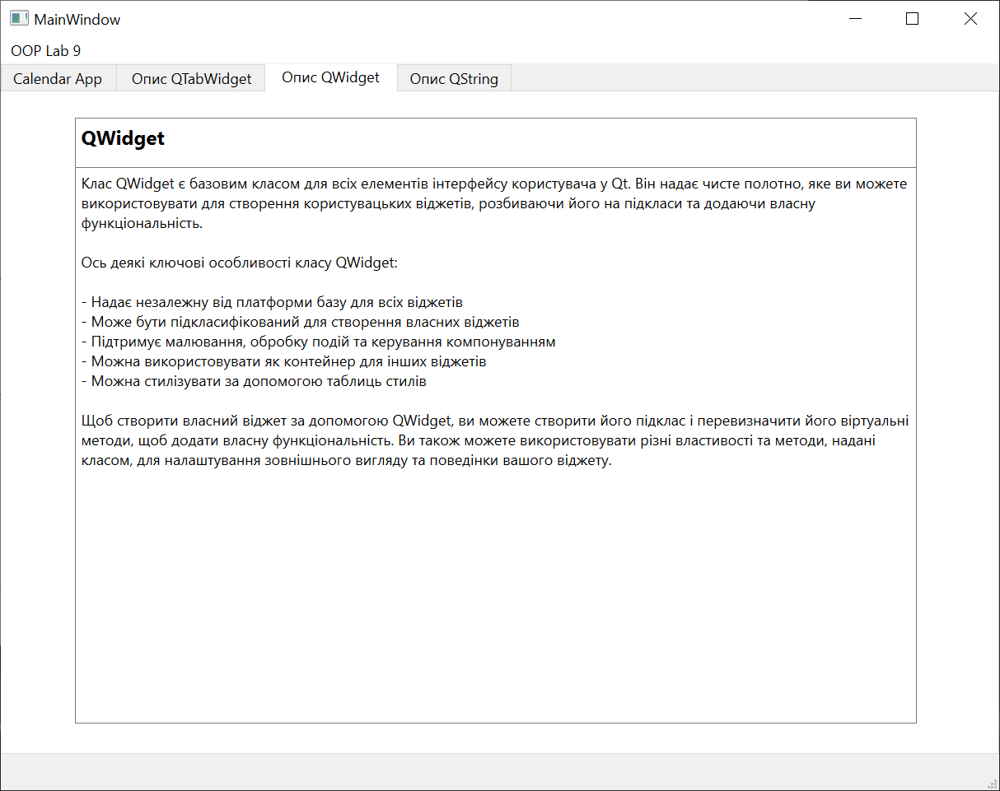 MainWindow
OOP Lab 9
Calendar App
Опис QTabWidget
Опис QWidget
Опис QString
QWidget
Клас QWidget є базовим класом для всіх елементів інтерфейсу користувача у Qt. Він надає чисте полотно, яке ви можете
використовувати для створення користувацьких віджетів, розбиваючи його на підкласи та додаючи власну
функціональність.
Ось деякі ключові особливості класу QWidget:
- Надає незалежну від платформи базу для всіх віджетів
- Може бути підкласифікований для створення власних віджетів
- Підтримує малювання, обробку подій та керування компонуванням
- Можна використовувати як контейнер для інших віджетів
- Можна стилізувати за допомогою таблиць стилів
Щоб створити власний віджет за допомогою QWidget, ви можете створити його підклас і перевизначити його віртуальні
методи, щоб додати власну функціональність. Ви також можете використовувати різні властивості та методи, надані
класом, для налаштування зовнішнього вигляду та поведінки вашого віджету.